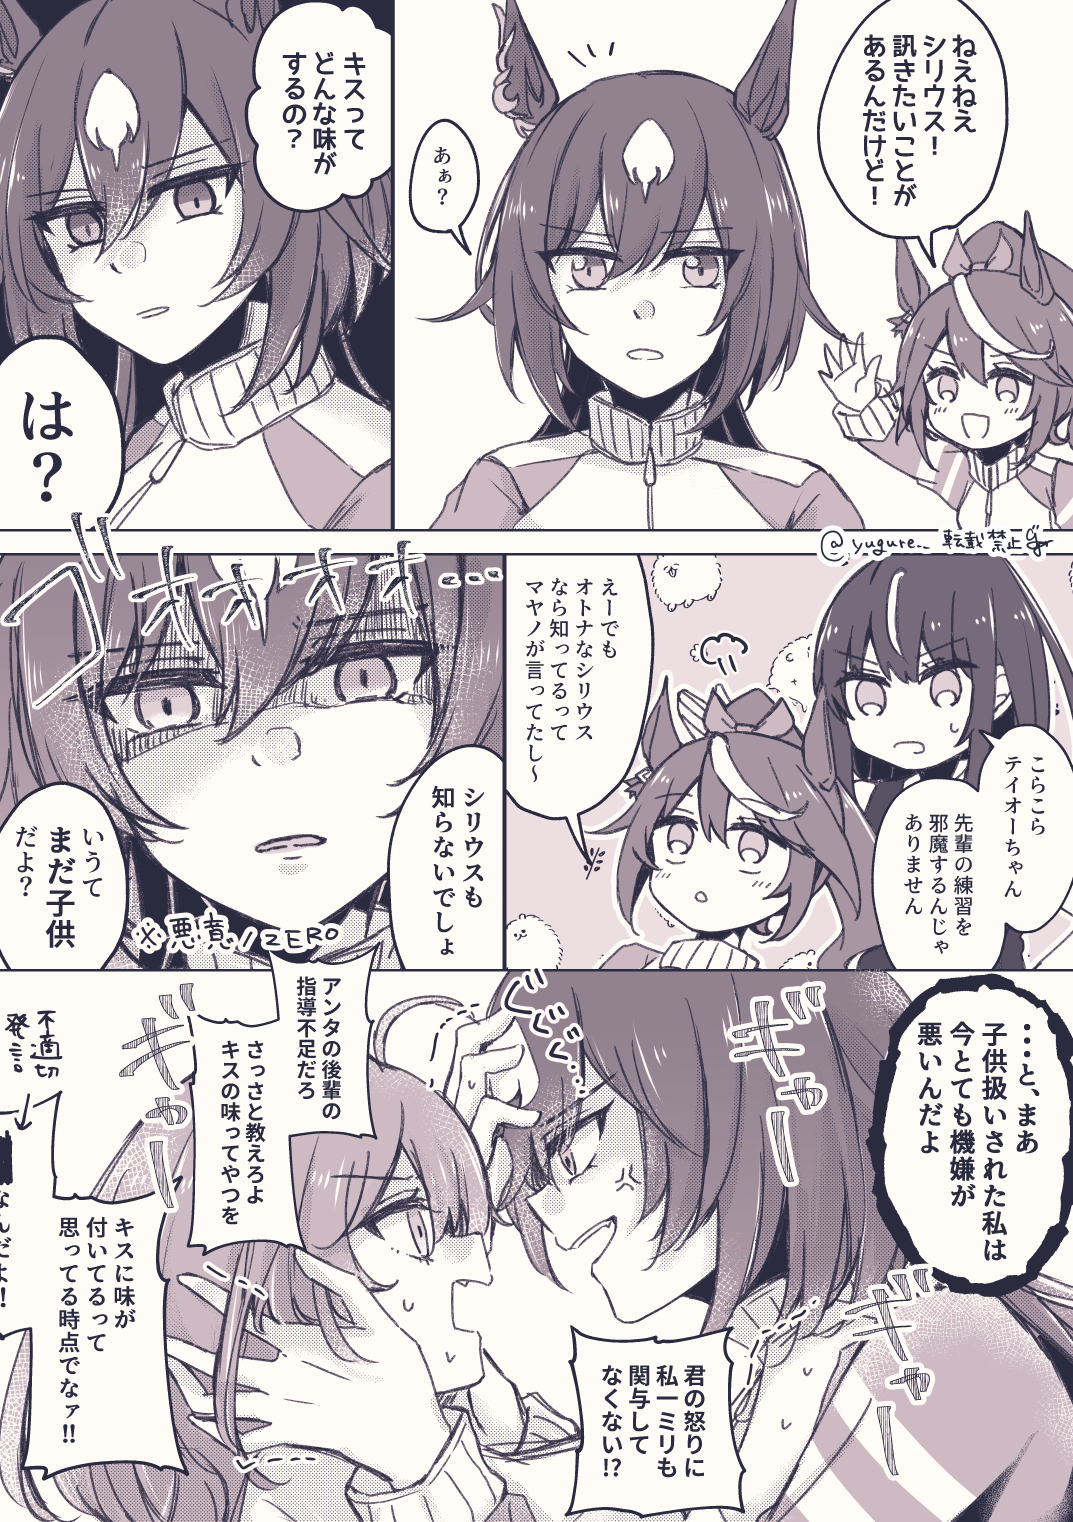 ねえねえ
シリウス！
訊きたいことが
あるんだけど！
あぁ？
キスって
どんな味が
するの？
は？
@yugure.._ 転載禁止
こらこら
テイオーちゃん
先輩の練習を
邪魔するんじゃ
ありません
えーでも
オトナなシリウス
なら知ってるって
マヤノが言ってたし～
ゴオオオオ…
シリウスも
知らないでしょ
いうて
まだ子供
だよ？
※悪意/ZERO
‥‥と、まあ
子供扱いされた私は
今とても機嫌が
悪いんだよ
ギャー
ぐぐぐ…
アンタの後輩の
指導不足だろ
さっさと教えろよ
キスの味ってやつを
ギャー
君の怒りに
私一ミリも
関与して
なくない!?
ギャー
キスに味が
付いてるって
思ってる時点でなァ!!
不適切
発言
なんだよ！